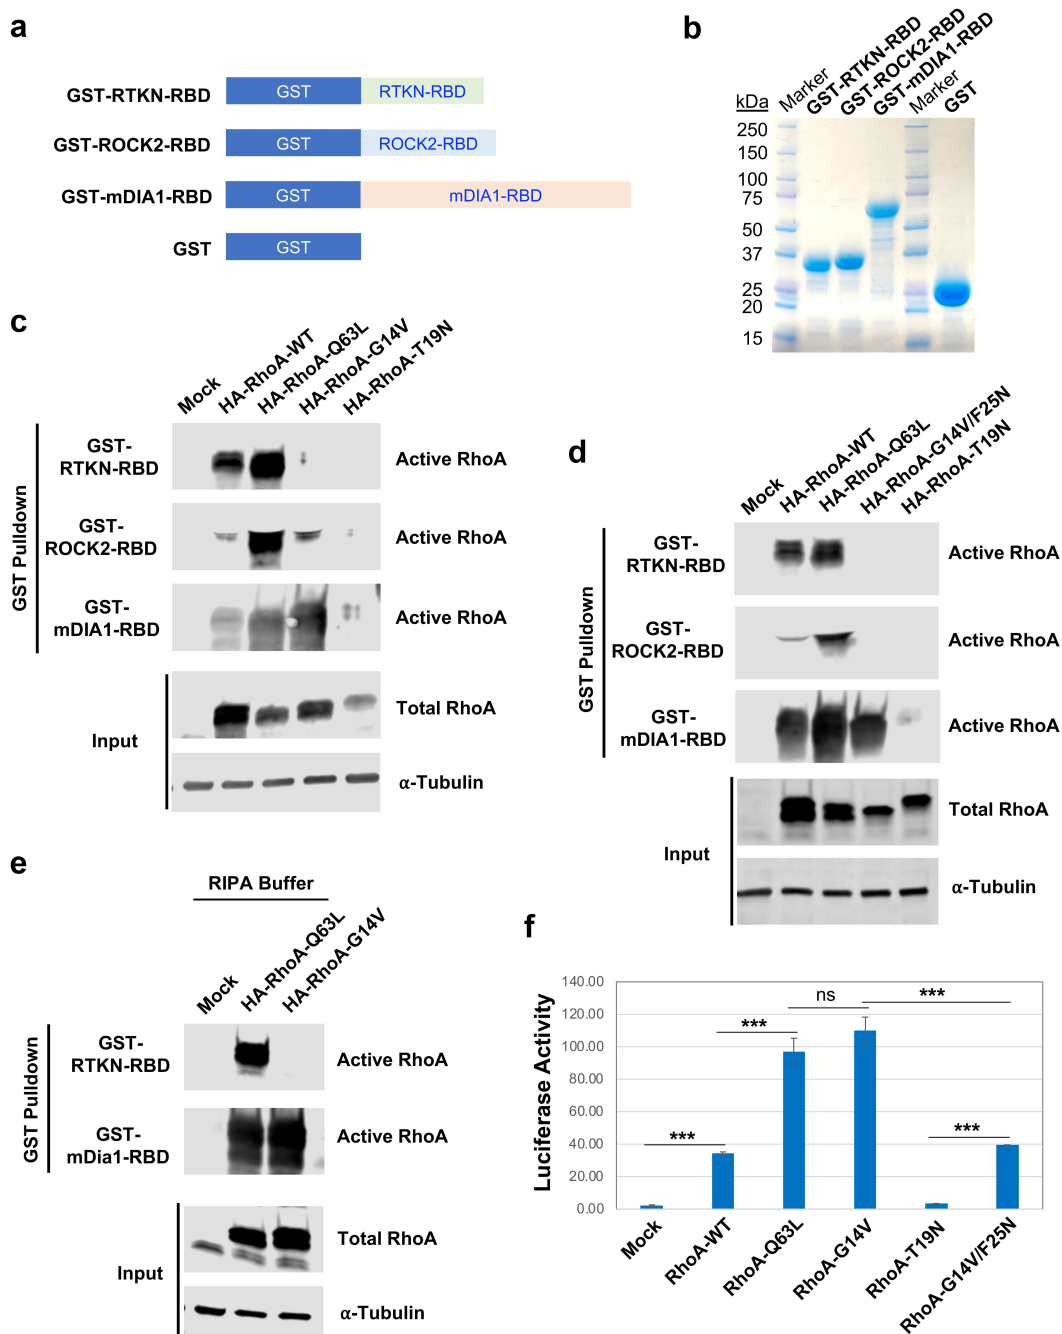 a
GST-RTKN-RBD
GST
RTKN-RBD
GST-ROCK2-RBD
GST
ROCK2-RBD
GST-mDIA1-RBD
GST
mDIA1-RBD
GST
GST
b
kDa
Marker
GST-RTKN-RBD
GST-ROCK2-RBD
GST-mDIA1-RBD
Marker
GST
250
150
100
75
50
37
25
20
15
c
Mock
HA-RhoA-WT
HA-RhoA-Q63L
HA-RhoA-G14V
HA-RhoA-T19N
GST Pulldown
GST-
RTKN-RBD
Active RhoA
GST-
ROCK2-RBD
Active RhoA
GST-
mDIA1-RBD
Active RhoA
Input
Total RhoA
α-Tubulin
d
Mock
HA-RhoA-WT
HA-RhoA-Q63L
HA-RhoA-G14V/F25N
HA-RhoA-T19N
GST Pulldown
GST-
RTKN-RBD
Active RhoA
GST-
ROCK2-RBD
Active RhoA
GST-
mDIA1-RBD
Active RhoA
Input
Total RhoA
α-Tubulin
e
RIPA Buffer
Mock
HA-RhoA-Q63L
HA-RhoA-G14V
GST Pulldown
GST-
RTKN-RBD
Active RhoA
GST-
mDia1-RBD
Active RhoA
Input
Total RhoA
α-Tubulin
f
Luciferase Activity
140.00
120.00
100.00
80.00
60.00
40.00
20.00
0.00
***
***
ns
***
***
Mock
RhoA-WT
RhoA-Q63L
RhoA-G14V
RhoA-T19N
RhoA-G14V/F25N